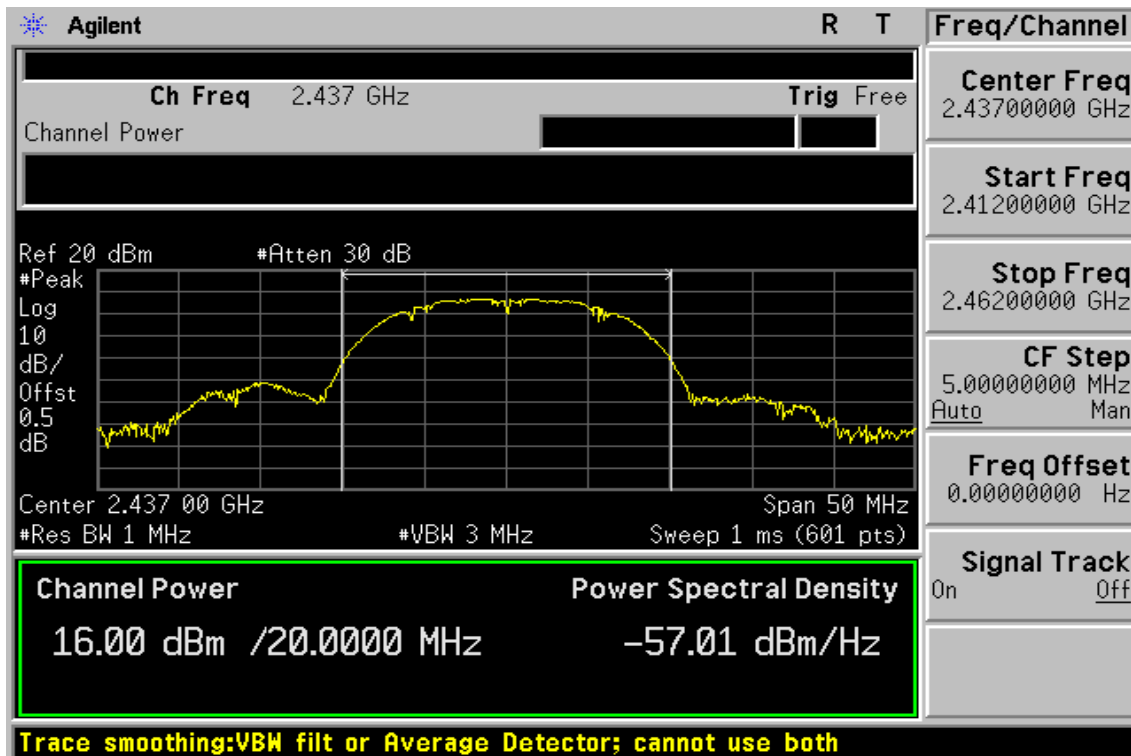 Agilent R T
Ch Freq 2.437 GHz Trig Free
Channel Power
Ref 20 dBm #Atten 30 dB
#Peak
Log
10
dB/
Offst
0.5
dB
Center 2.437 00 GHz Span 50 MHz
#Res BW 1 MHz #VBW 3 MHz Sweep 1 ms (601 pts)
Channel Power Power Spectral Density
16.00 dBm /20.0000 MHz -57.01 dBm/Hz
Trace smoothing:VBW filt or Average Detector; cannot use both
Freq/Channel
Center Freq
2.43700000 GHz
Start Freq
2.41200000 GHz
Stop Freq
2.46200000 GHz
CF Step
5.00000000 MHz
Auto Man
Freq Offset
0.00000000 Hz
Signal Track
On Off